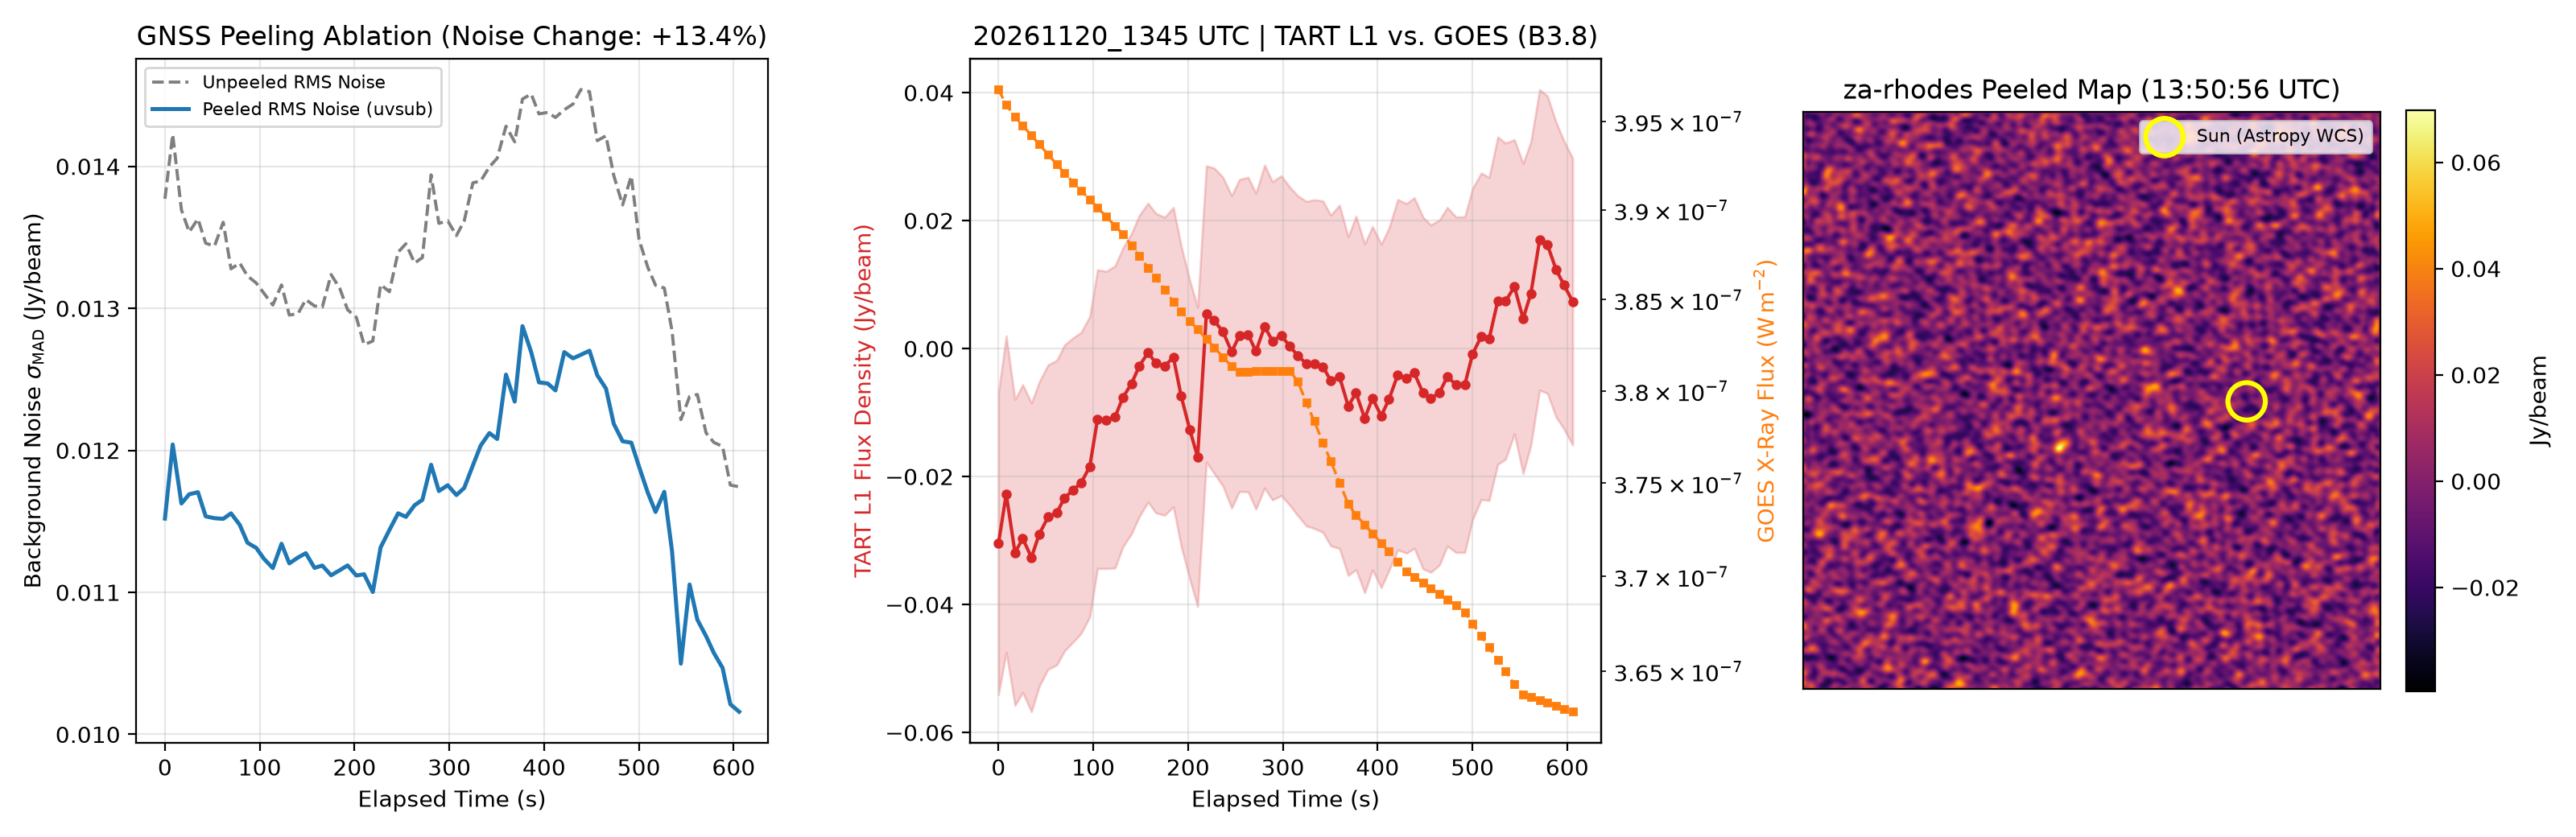 GNSS Peeling Ablation (Noise Change: +13.4%)
Unpeeled RMS Noise
Peeled RMS Noise (uvsub)
Background Noise σMAD (Jy/beam)
0.014
0.013
0.012
0.011
0.010
0 100 200 300 400 500 600
Elapsed Time (s)
20261120_1345 UTC | TART L1 vs. GOES (B3.8)
TART L1 Flux Density (Jy/beam)
0.04
0.02
0.00
−0.02
−0.04
−0.06
0 100 200 300 400 500 600
Elapsed Time (s)
3.95 × 10⁻⁷
3.9 × 10⁻⁷
3.85 × 10⁻⁷
3.8 × 10⁻⁷
3.75 × 10⁻⁷
3.7 × 10⁻⁷
3.65 × 10⁻⁷
GOES X-Ray Flux (W m⁻²)
za-rhodes Peeled Map (13:50:56 UTC)
Sun (Astropy WCS)
0.06
0.04
0.02
0.00
−0.02
Jy/beam